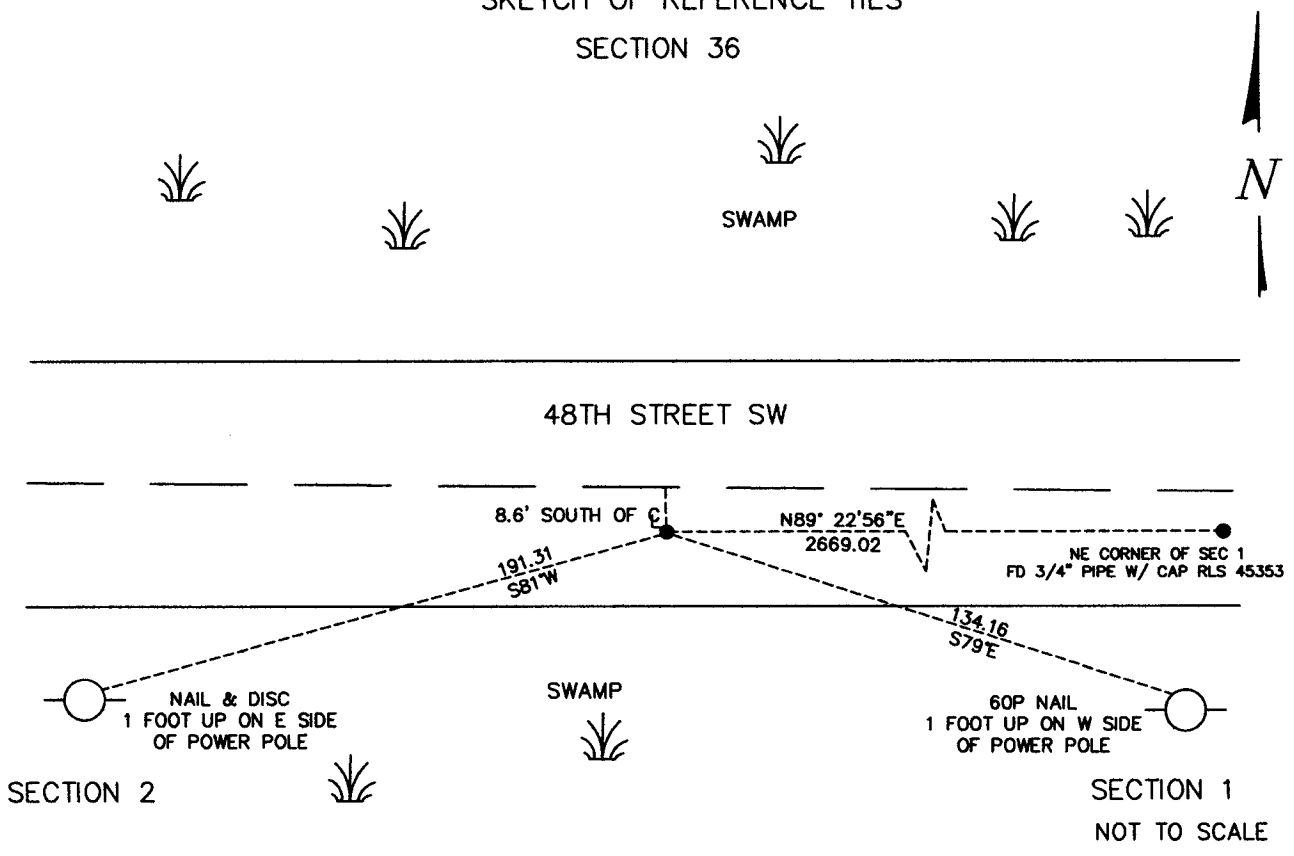 SKETCH OF REFERENCE TIES
SECTION 36
N
SWAMP
48TH STREET SW
8.6' SOUTH OF ℄
N89° 22'56"E
2669.02
NE CORNER OF SEC 1
FD 3/4" PIPE W/ CAP RLS 45353
191.31
S81°W
134.16
S79°E
NAIL & DISC
1 FOOT UP ON E SIDE
OF POWER POLE
SWAMP
60P NAIL
1 FOOT UP ON W SIDE
OF POWER POLE
SECTION 2
SECTION 1
NOT TO SCALE